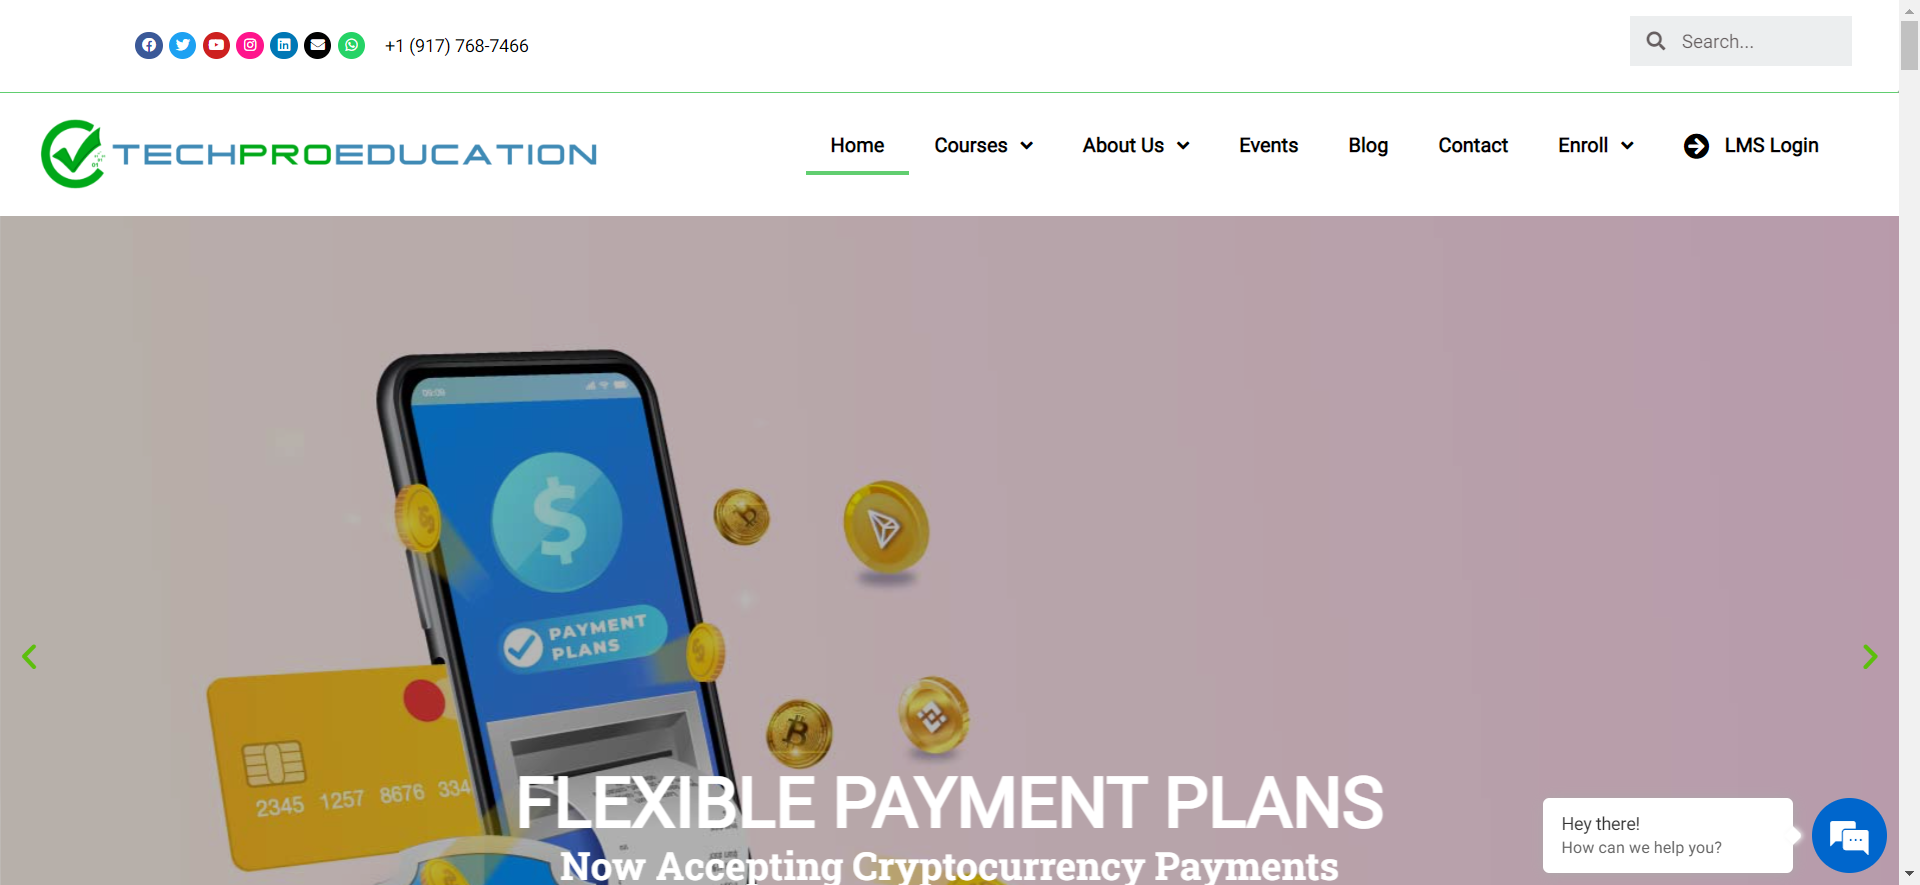 +1 (917) 768-7466
Search...
TECHPROEDUCATION
Home
Courses
About Us
Events
Blog
Contact
Enroll
LMS Login
09:09
PAYMENT
PLANS
2345 1257 8676 334
FLEXIBLE PAYMENT PLANS
Now Accepting Cryptocurrency Payments
Hey there!
How can we help you?